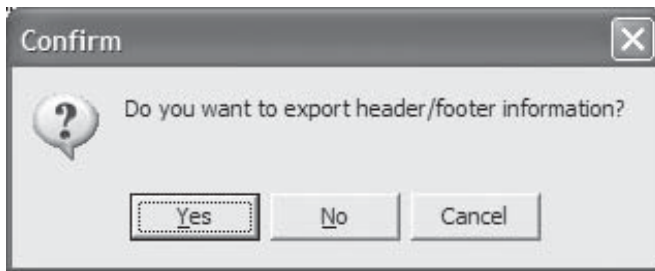 Confirm
Do you want to export header/footer information?
Yes No Cancel